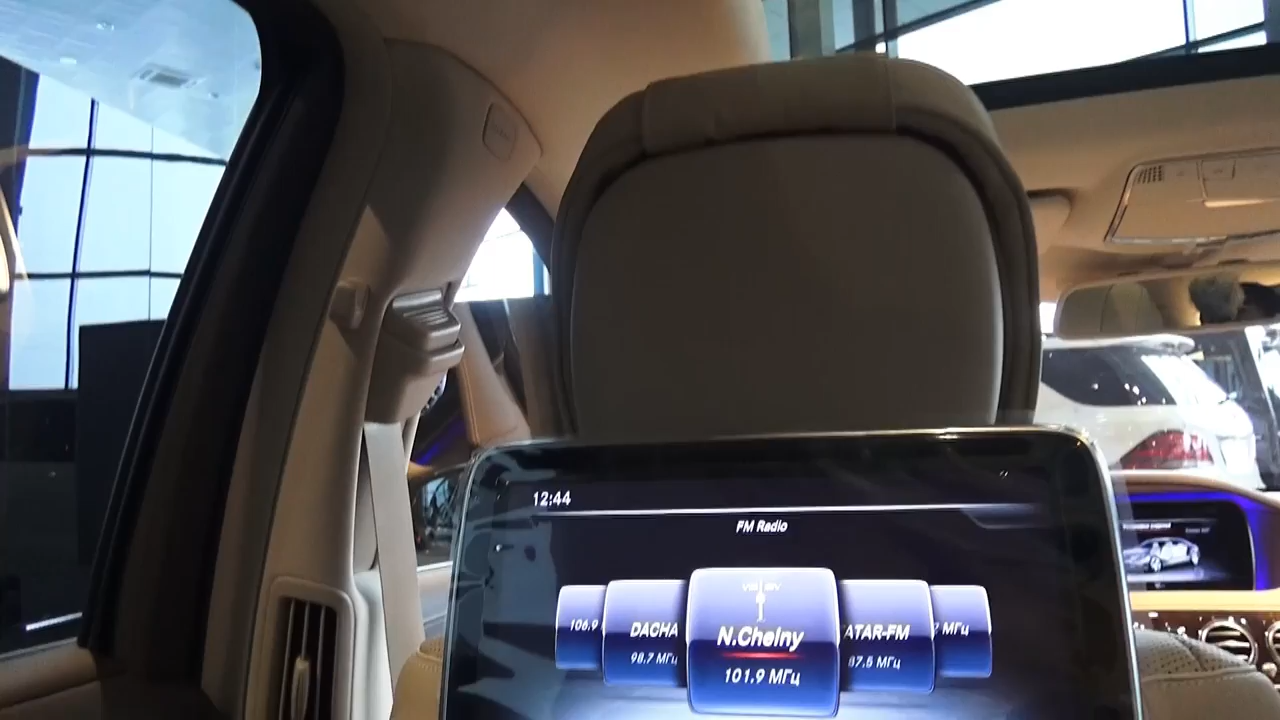 12:44
FM Radio
106.9
DACHA
98.7 МГц
N.Chelny
101.9 МГц
ATAR-FM
87.5 МГц
МГц